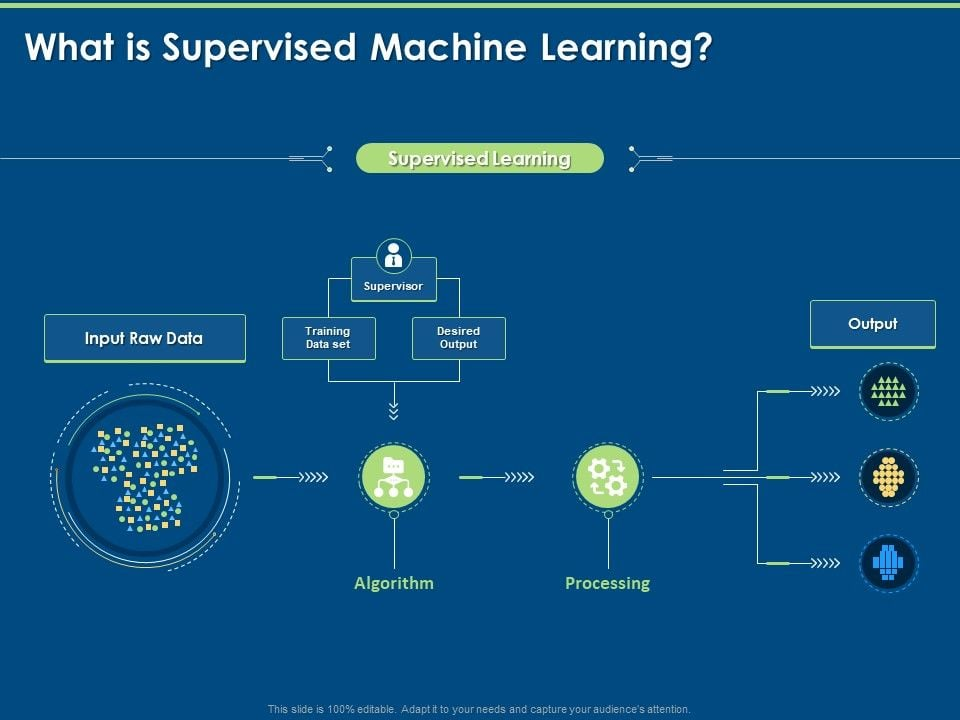 What is Supervised Machine Learning?
Supervised Learning
Supervisor
Training
Data set
Desired
Output
Input Raw Data
Output
Algorithm
Processing
This slide is 100% editable. Adapt it to your needs and capture your audience's attention.